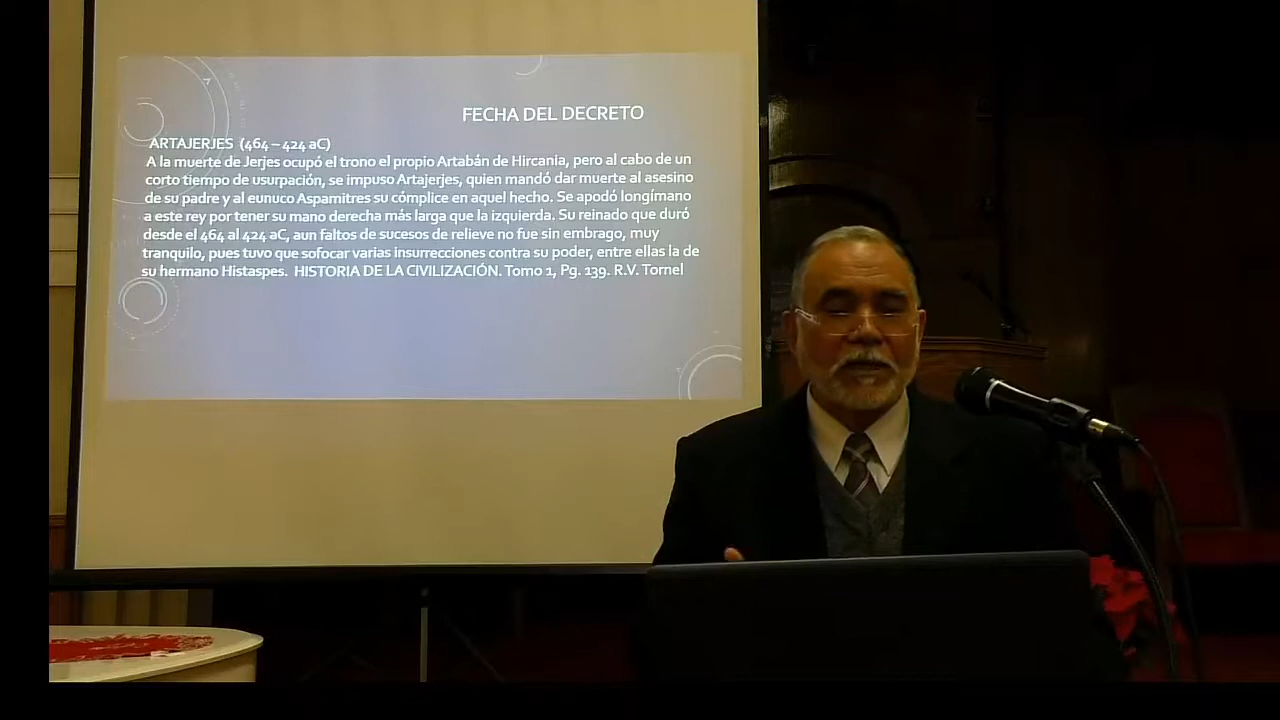 FECHA DEL DECRETO
ARTAJERJES (464 – 424 aC)
A la muerte de Jerjes ocupó el trono el propio Artabán de Hircania, pero al cabo de un
corto tiempo de usurpación, se impuso Artajerjes, quien mandó dar muerte al asesino
de su padre y al eunuco Aspamitres su cómplice en aquel hecho. Se apodó longímano
a este rey por tener su mano derecha más larga que la izquierda. Su reinado que duró
desde el 464 al 424 aC, aun faltos de sucesos de relieve no fue sin embrago, muy
tranquilo, pues tuvo que sofocar varias insurrecciones contra su poder, entre ellas la de
su hermano Histaspes. HISTORIA DE LA CIVILIZACIÓN. Tomo 1, Pg. 139. R.V. Tornel